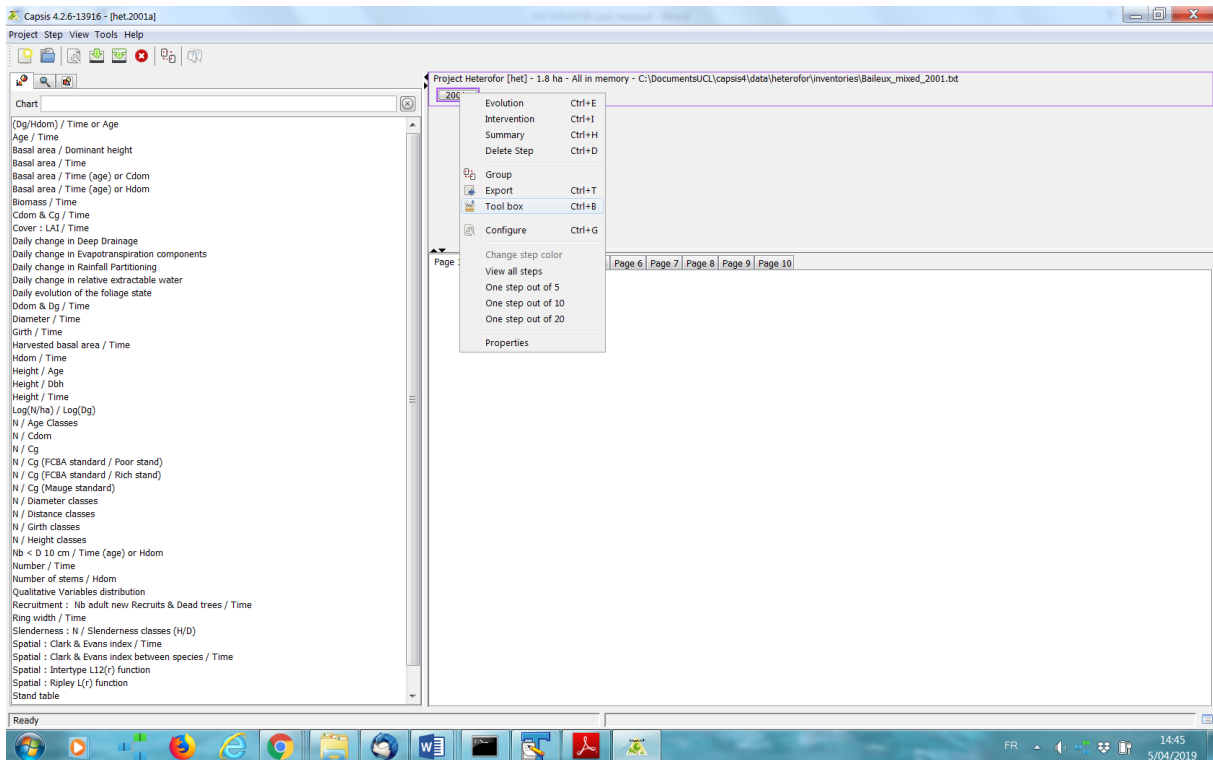 Capsis 4.2.6-13916 - [het.2001a]
Project Step View Tools Help
Project Heterofor [het] - 1.8 ha - All in memory - C:\DocumentsUCL\capsis4\data\heterofor\inventories\Baileux_mixed_2001.txt
Chart
(Dg/Hdom) / Time or Age
Age / Time
Basal area / Dominant height
Basal area / Time
Basal area / Time (age) or Cdom
Basal area / Time (age) or Hdom
Biomass / Time
Cdom & Cg / Time
Cover : LAI / Time
Daily change in Deep Drainage
Daily change in Evapotranspiration components
Daily change in Rainfall Partitioning
Daily change in relative extractable water
Daily evolution of the foliage state
Ddom & Dg / Time
Diameter / Time
Girth / Time
Harvested basal area / Time
Hdom / Time
Height / Age
Height / Dbh
Height / Time
Log(N/ha) / Log(Dg)
N / Age Classes
N / Cdom
N / Cg
N / Cg (FCBA standard / Poor stand)
N / Cg (FCBA standard / Rich stand)
N / Cg (Mauge standard)
N / Diameter classes
N / Distance classes
N / Girth classes
N / Height classes
Nb < D 10 cm / Time (age) or Hdom
Number / Time
Number of stems / Hdom
Qualitative Variables distribution
Recruitment : Nb adult new Recruits & Dead trees / Time
Ring width / Time
Slenderness : N / Slenderness classes (H/D)
Spatial : Clark & Evans index / Time
Spatial : Clark & Evans index between species / Time
Spatial : Intertype L12(r) function
Spatial : Ripley L(r) function
Stand table
200
Evolution Ctrl+E
Intervention Ctrl+I
Summary Ctrl+H
Delete Step Ctrl+D
Group
Export Ctrl+T
Tool box Ctrl+B
Configure Ctrl+G
Change step color
View all steps
One step out of 5
One step out of 10
One step out of 20
Properties
Page Page 6 Page 7 Page 8 Page 9 Page 10
Ready
FR
14:45
5/04/2019